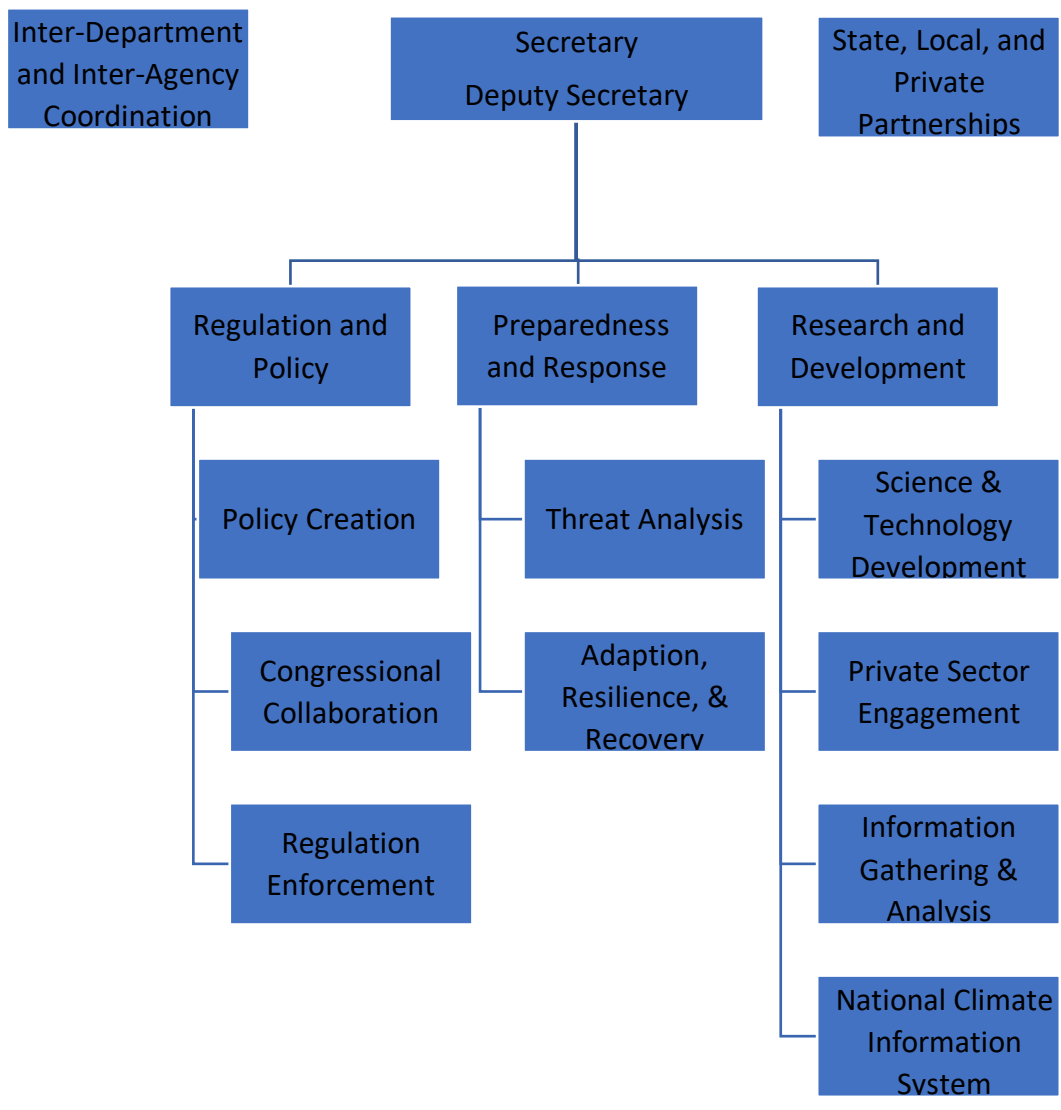 Inter-Department
and Inter-Agency
Coordination
Secretary
Deputy Secretary
State, Local, and
Private
Partnerships
Regulation and
Policy
Preparedness
and Response
Research and
Development
Policy Creation
Threat Analysis
Science &
Technology
Development
Congressional
Collaboration
Adaption,
Resilience, &
Recovery
Private Sector
Engagement
Regulation
Enforcement
Information
Gathering &
Analysis
National Climate
Information
System